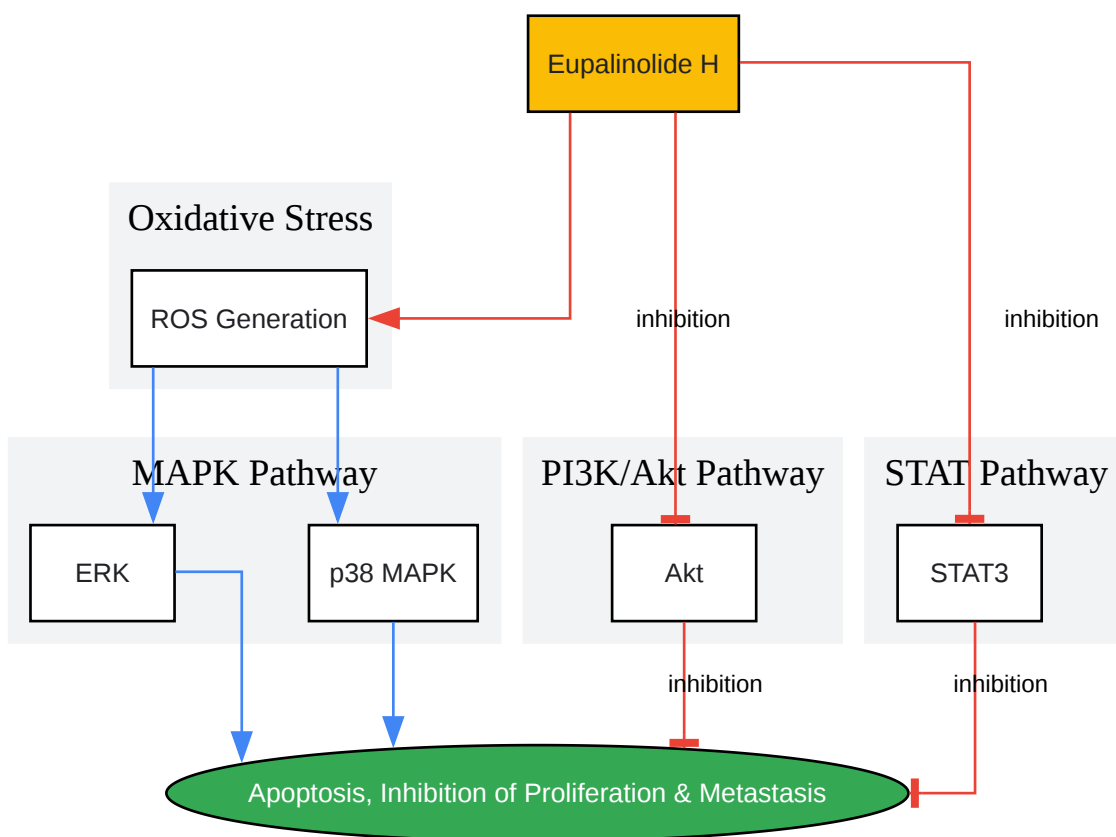 Eupalinolide H
Oxidative Stress
ROS Generation
inhibition
inhibition
MAPK Pathway
PI3K/Akt Pathway
STAT Pathway
ERK
p38 MAPK
Akt
STAT3
inhibition
inhibition
Apoptosis, Inhibition of Proliferation & Metastasis